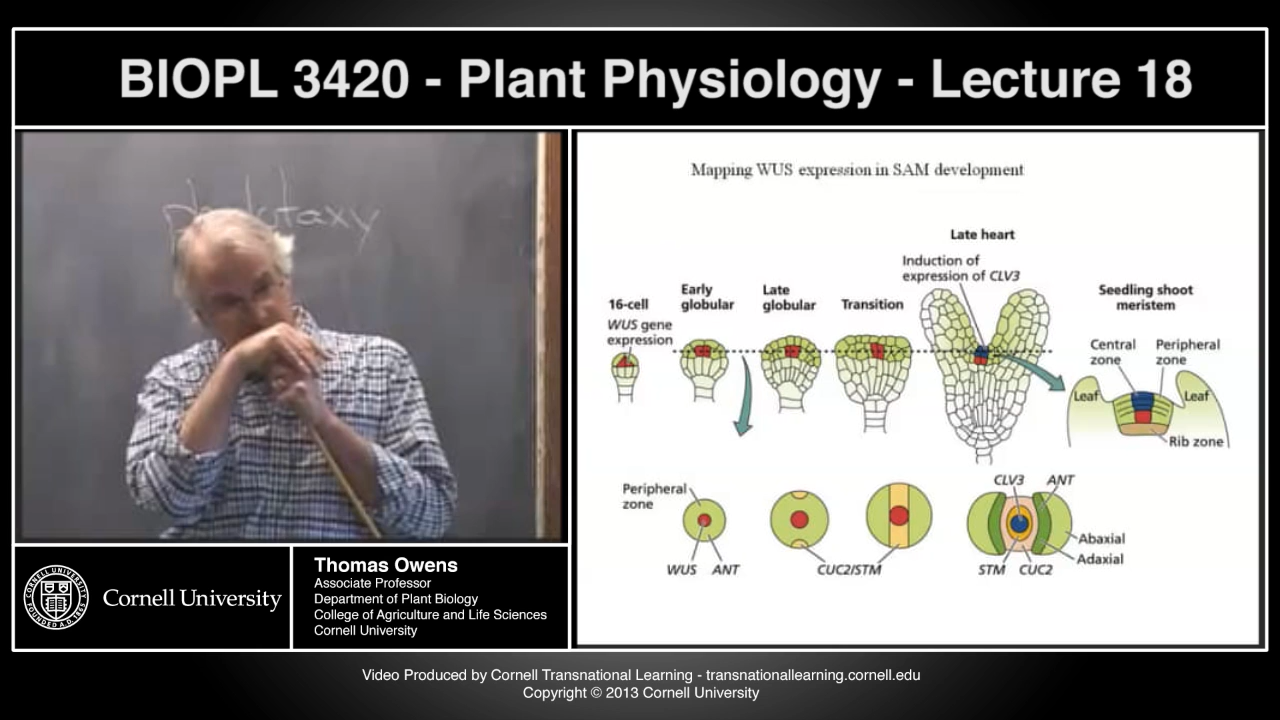 BIOPL 3420 - Plant Physiology - Lecture 18
Mapping WUS expression in SAM development
Late heart
Induction of
expression of CLV3
16-cell
Early
globular
Late
globular
Transition
Seedling shoot
meristem
WUS gene
expression
Central
zone
Peripheral
zone
Leaf
Leaf
Rib zone
Peripheral
zone
WUS
ANT
CUC2/STM
CLV3
ANT
Abaxial
Adaxial
STM
CUC2
CORNELL UNIVERSITY
FOUNDED A.D. 1865
Cornell University
Thomas Owens
Associate Professor
Department of Plant Biology
College of Agriculture and Life Sciences
Cornell University
Video Produced by Cornell Transnational Learning - transnationallearning.cornell.edu
Copyright © 2013 Cornell University